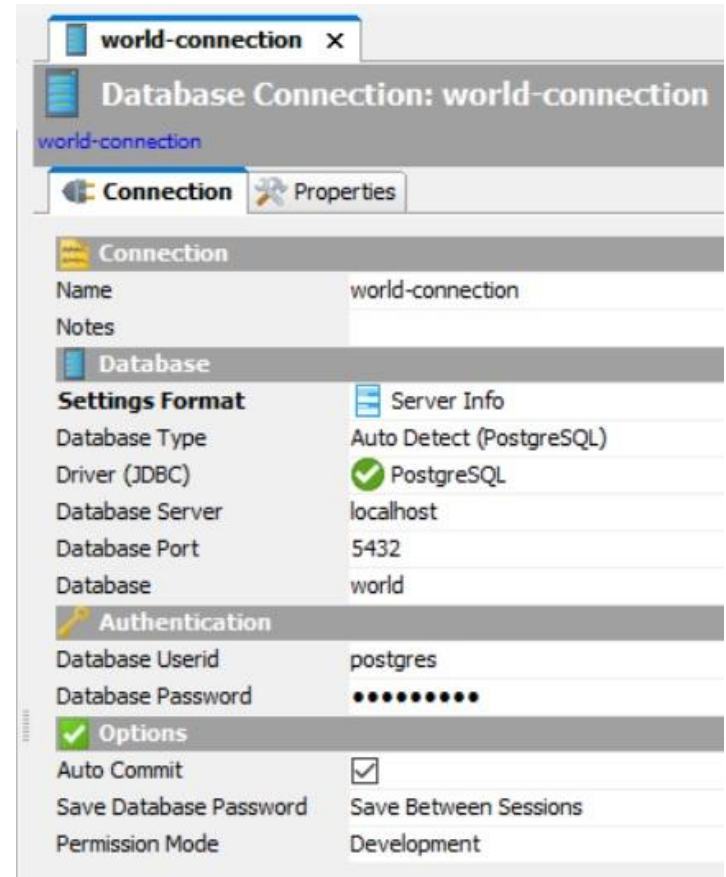 world-connection x
Database Connection: world-connection
world-connection
Connection Properties
Connection
Name world-connection
Notes
Database
Settings Format Server Info
Database Type Auto Detect (PostgreSQL)
Driver (JDBC) PostgreSQL
Database Server localhost
Database Port 5432
Database world
Authentication
Database Userid postgres
Database Password •••••••••
Options
Auto Commit
Save Database Password Save Between Sessions
Permission Mode Development